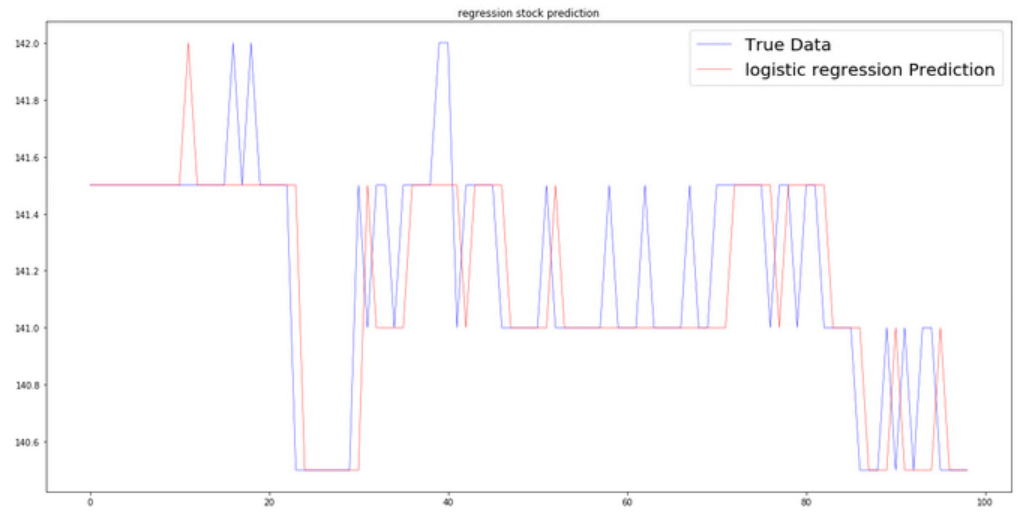 regression stock prediction
True Data
logistic regression Prediction
142.0
141.8
141.6
141.4
141.2
141.0
140.8
140.6
0 20 40 60 80 100